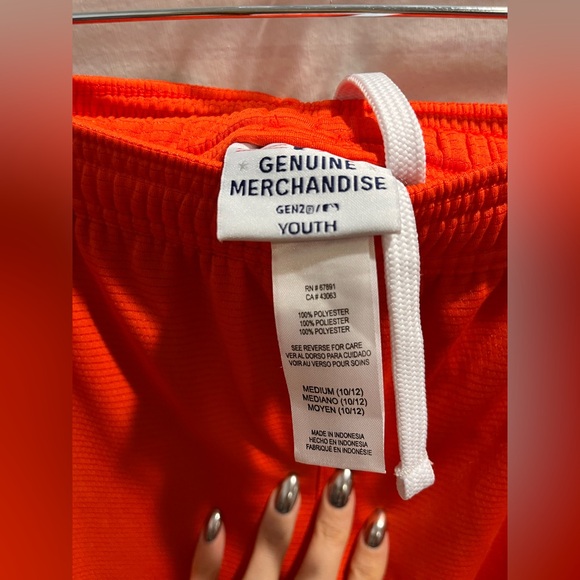 GENUINE
MERCHANDISE
GEN2® /
YOUTH
RN # 67891
CA # 43063
100% POLYESTER
100% POLIESTER
100% POLYESTER
SEE REVERSE FOR CARE
VER AL DORSO PARA CUIDADO
VOIR AU VERSO POUR SOINS
MEDIUM (10/12)
MEDIANO (10/12)
MOYEN (10/12)
MADE IN INDONESIA
HECHO EN INDONESIA
FABRIQUÉ EN INDONÉSIE